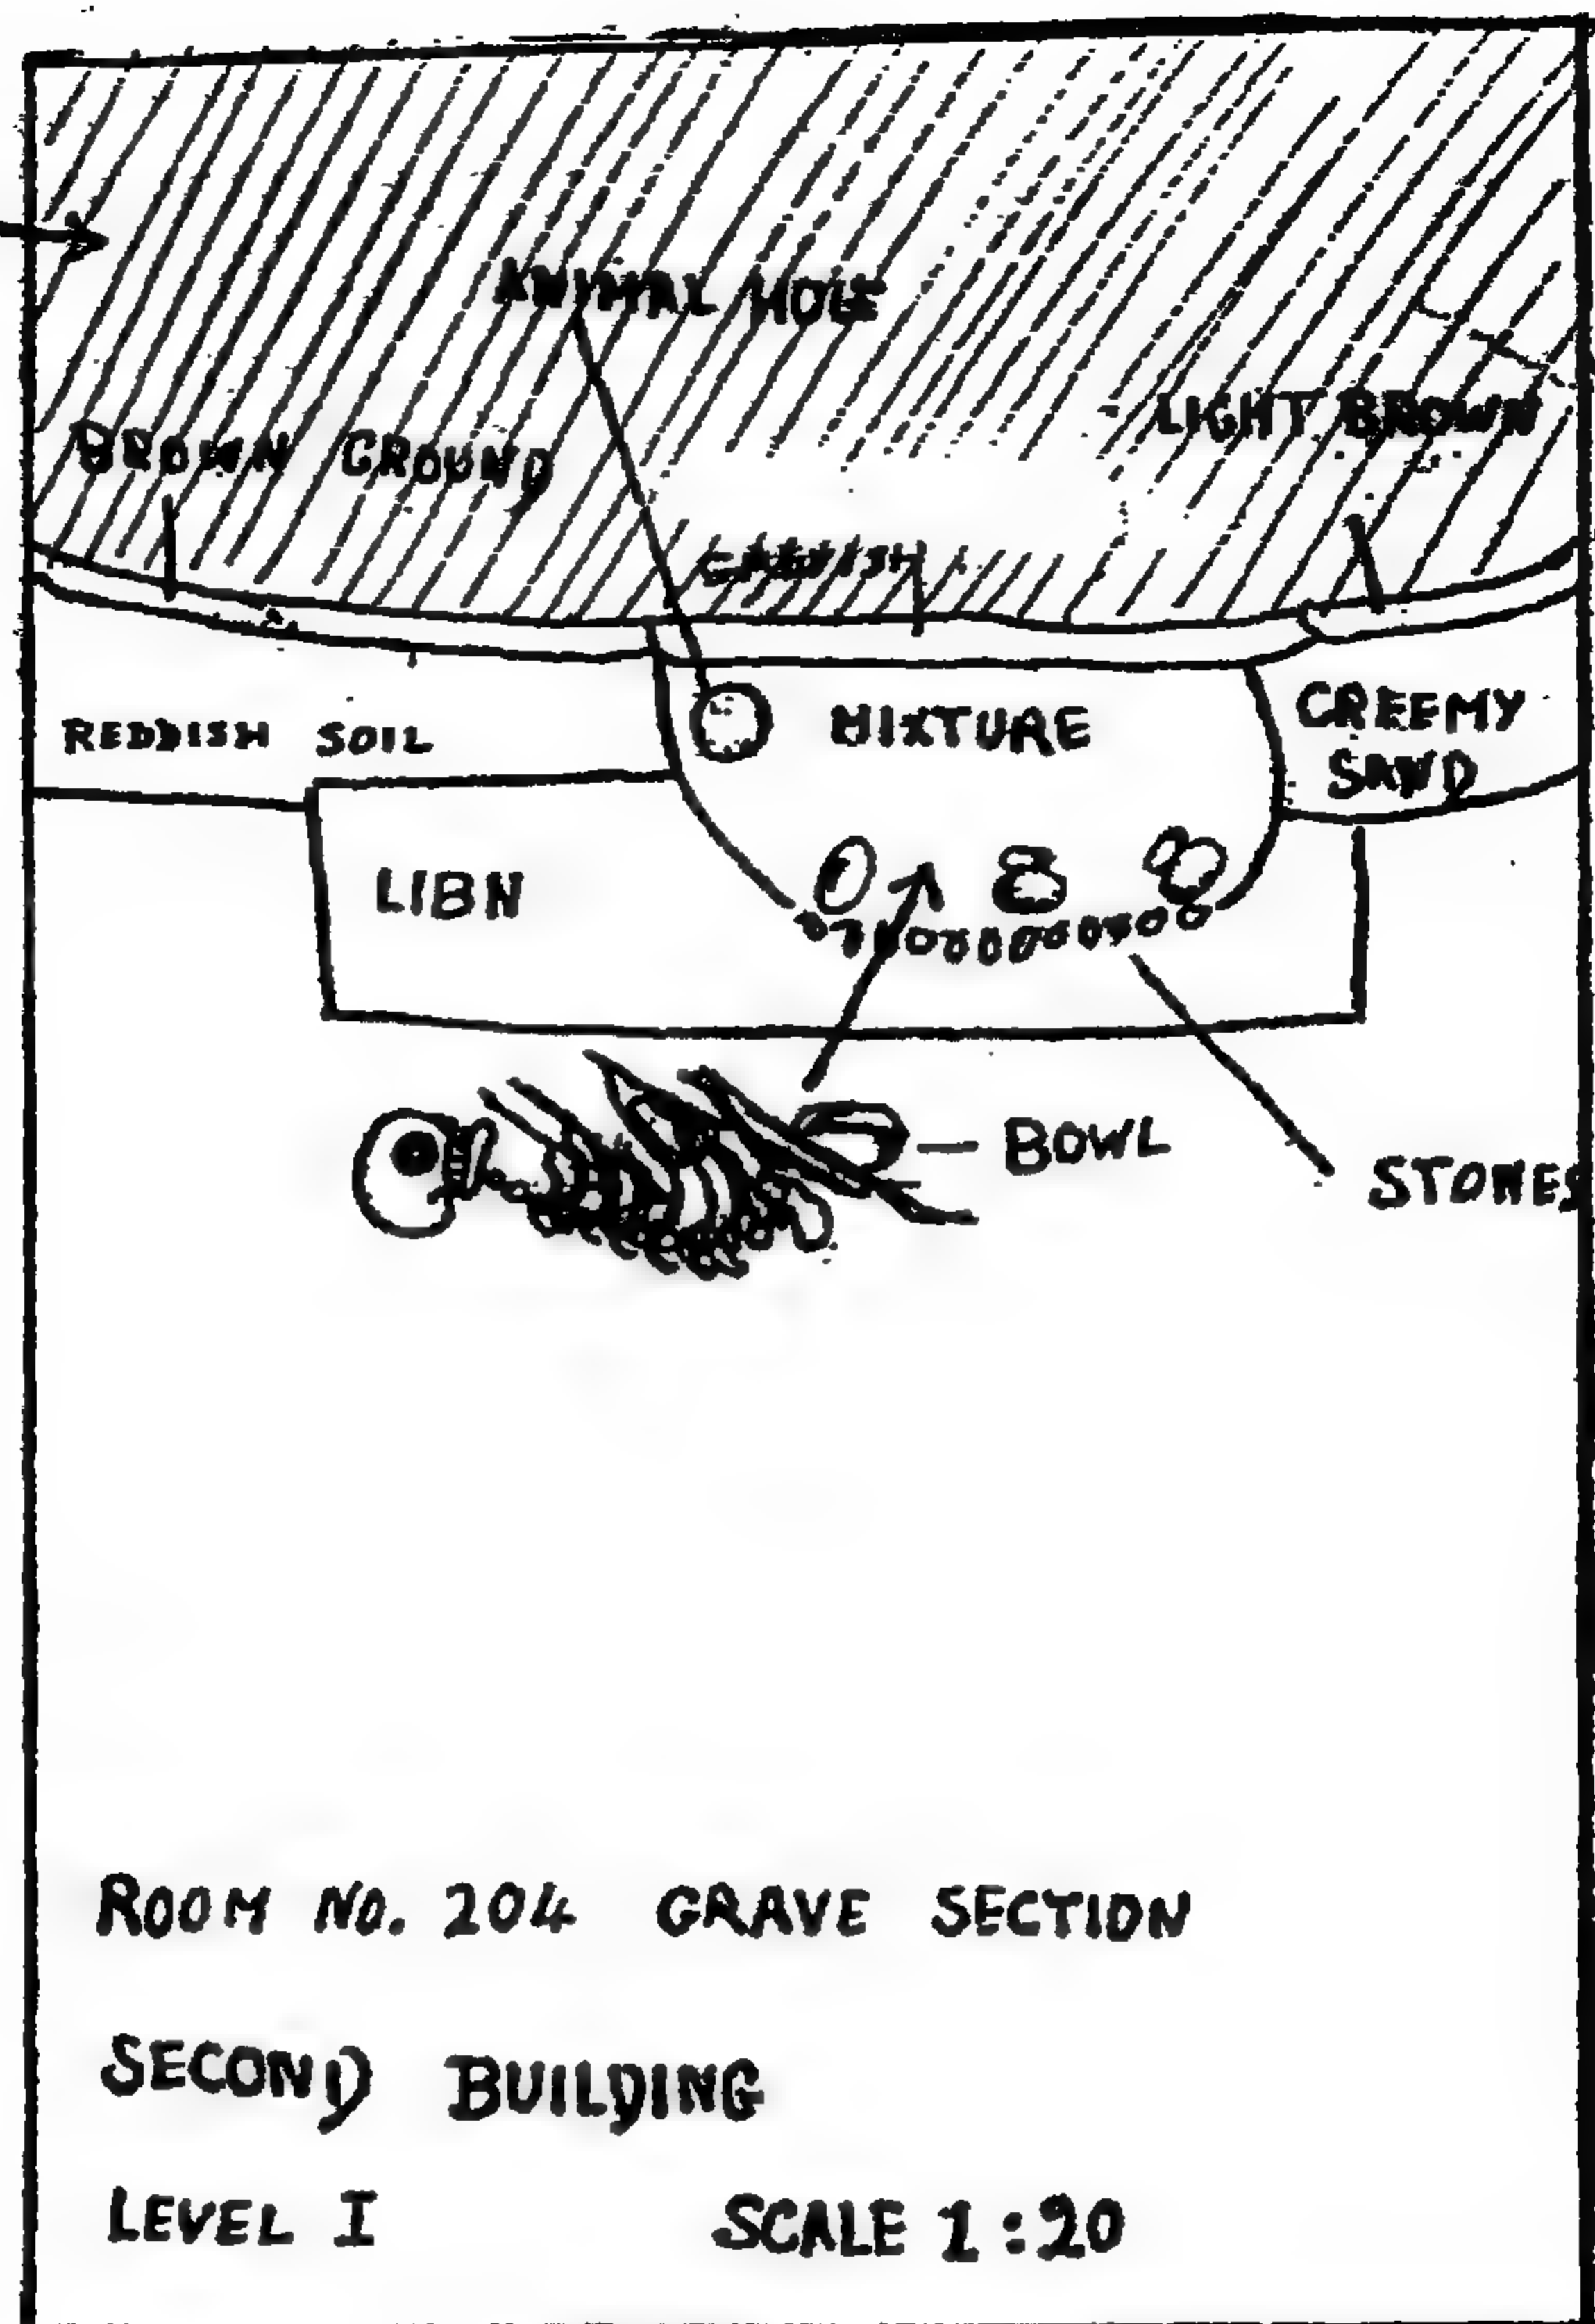 ANIMAL HOLE
LIGHT BROWN
BROWN GROUND
REDDISH SOIL
MIXTURE
CREEMY
SAND
LIBN
BOWL
STONES
ROOM NO. 204 GRAVE SECTION
SECOND BUILDING
LEVEL I SCALE 1:20